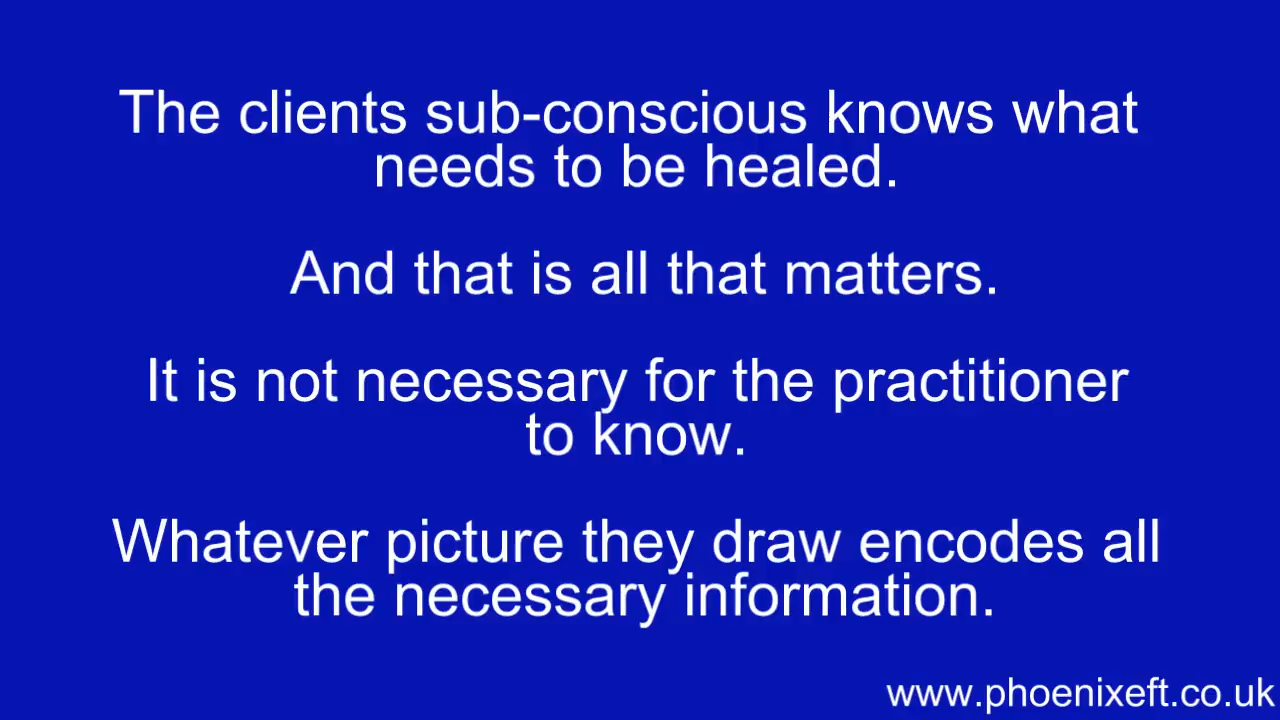 The clients sub-conscious knows what
needs to be healed.
And that is all that matters.
It is not necessary for the practitioner
to know.
Whatever picture they draw encodes all
the necessary information.
www.phoenixeft.co.uk